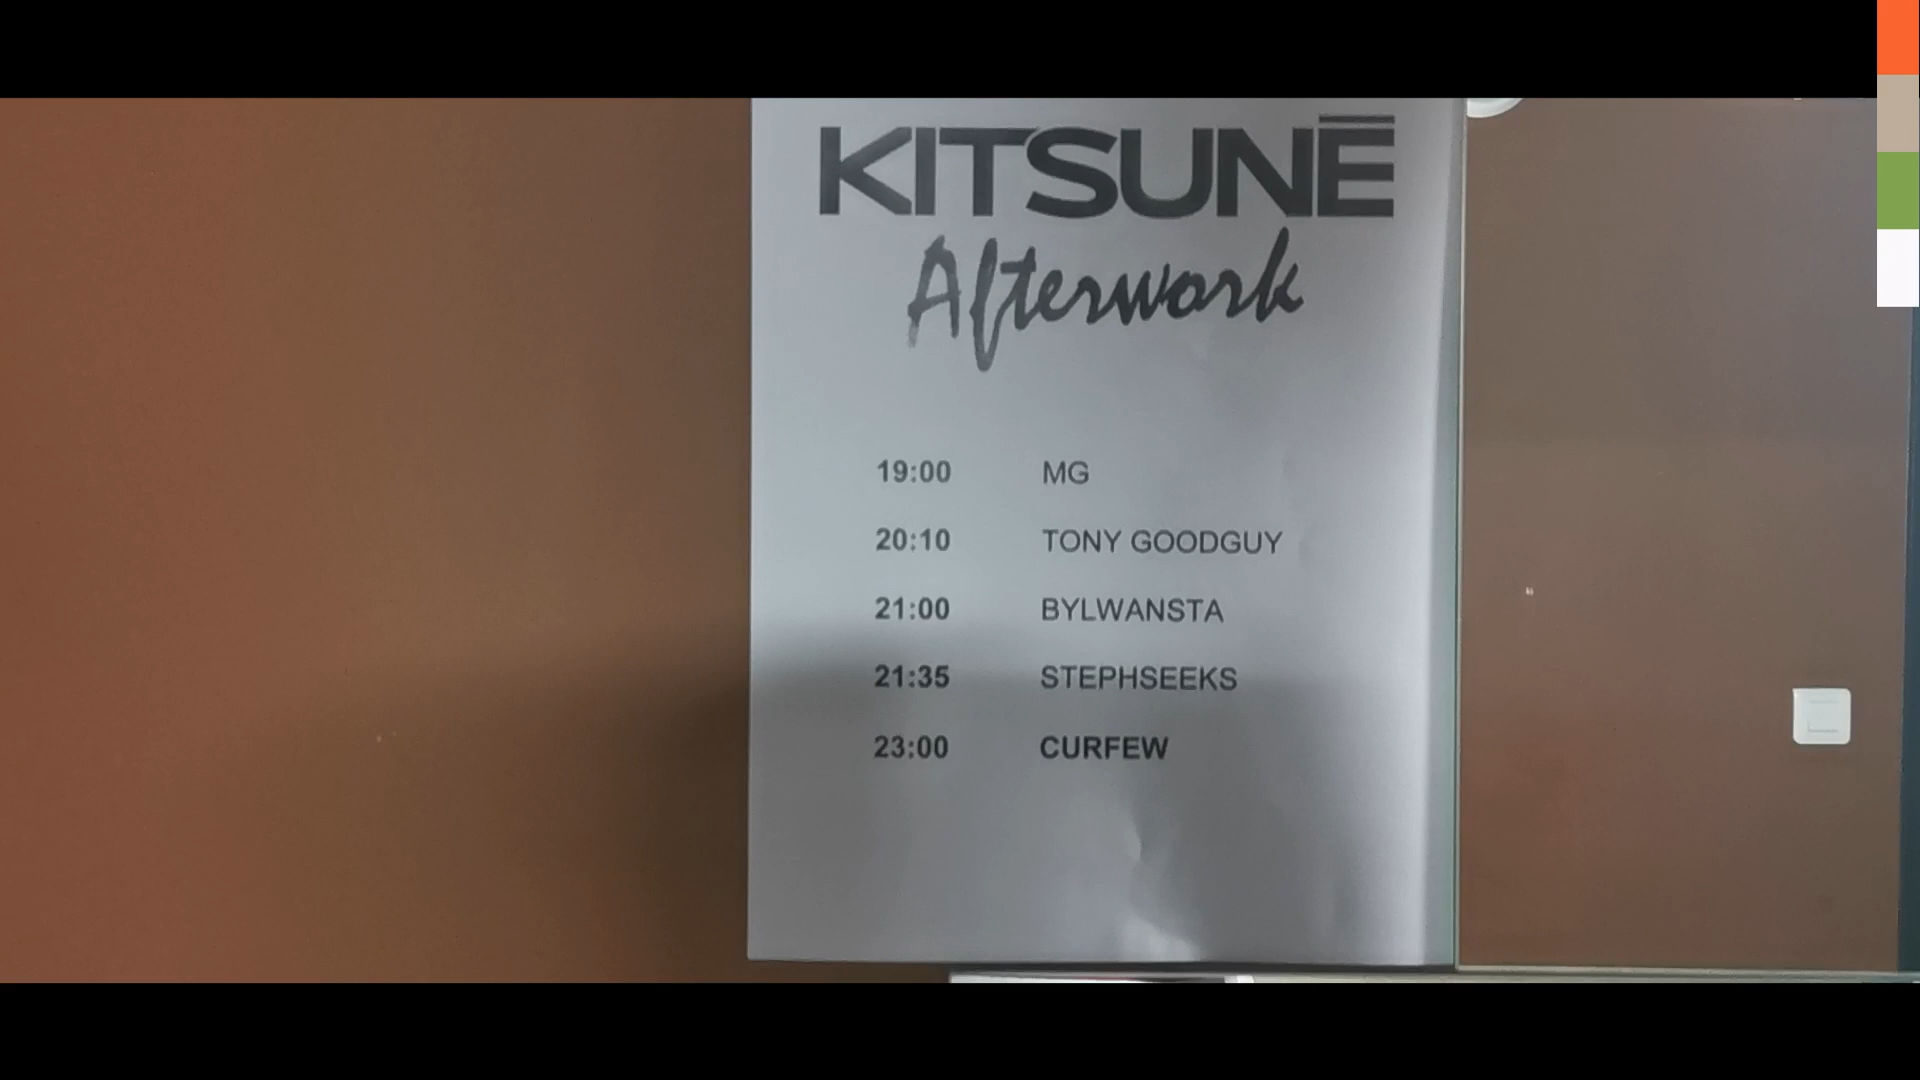 KITSUNĒ
Afterwork
19:00 MG
20:10 TONY GOODGUY
21:00 BYLWANSTA
21:35 STEPHSEEKS
23:00 CURFEW